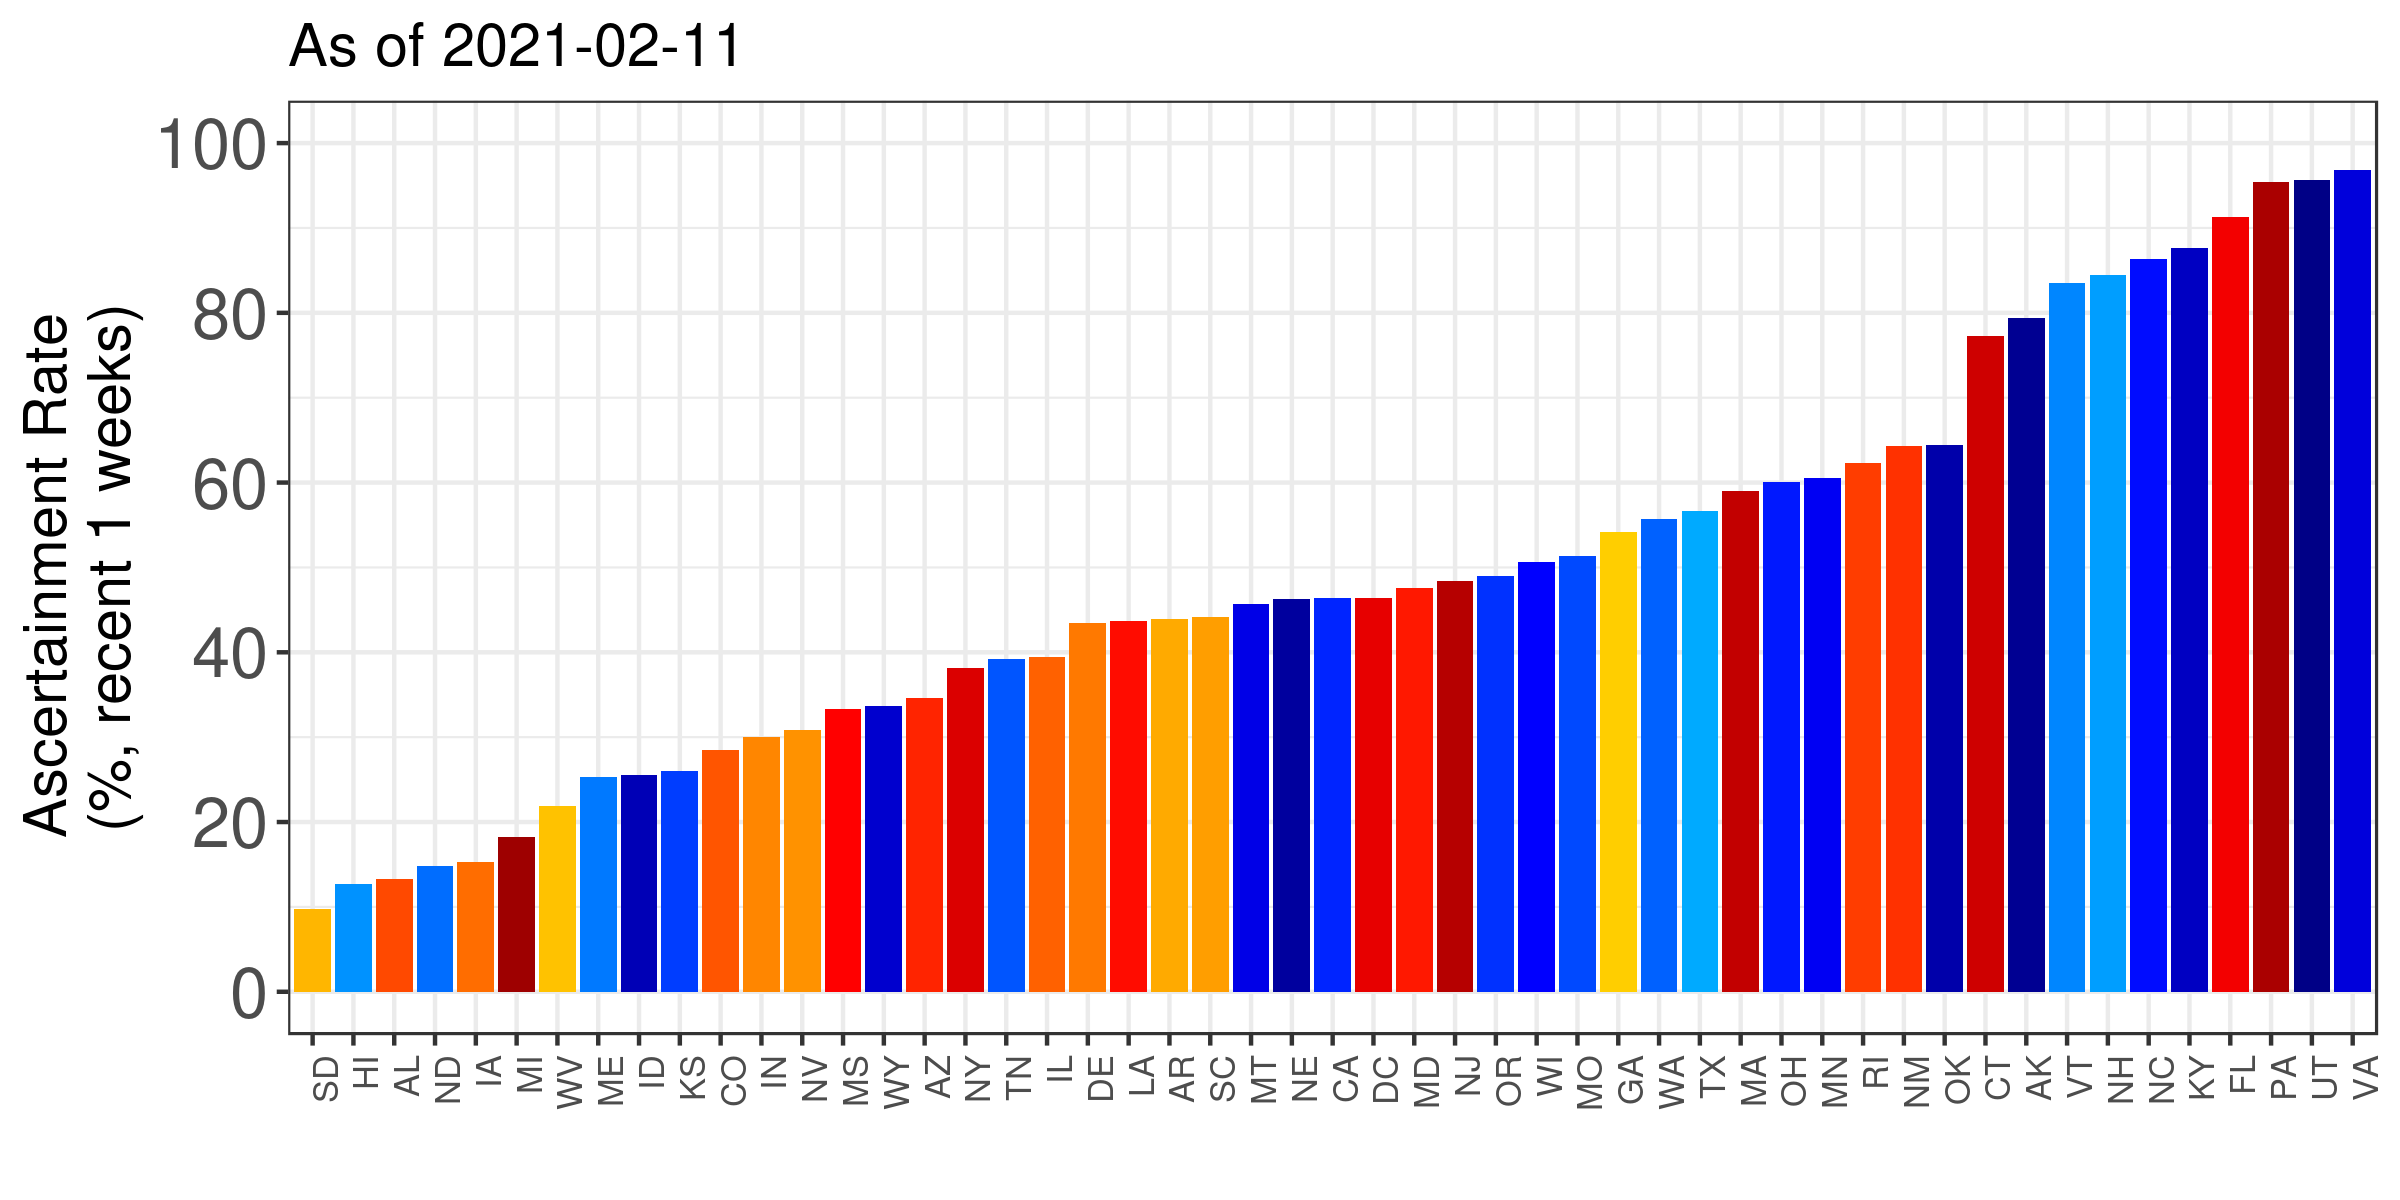 As of 2021-02-11
Ascertainment Rate
(%, recent 1 weeks)
100
80
60
40
20
0
SD HI AL ND IA MI WV ME ID KS CO IN NV MS WY AZ NY TN IL DE LA AR SC MT NE CA DC MD NJ OR WI MO GA WA TX MA OH MN RI NM OK CT AK VT NH NC KY FL PA UT VA